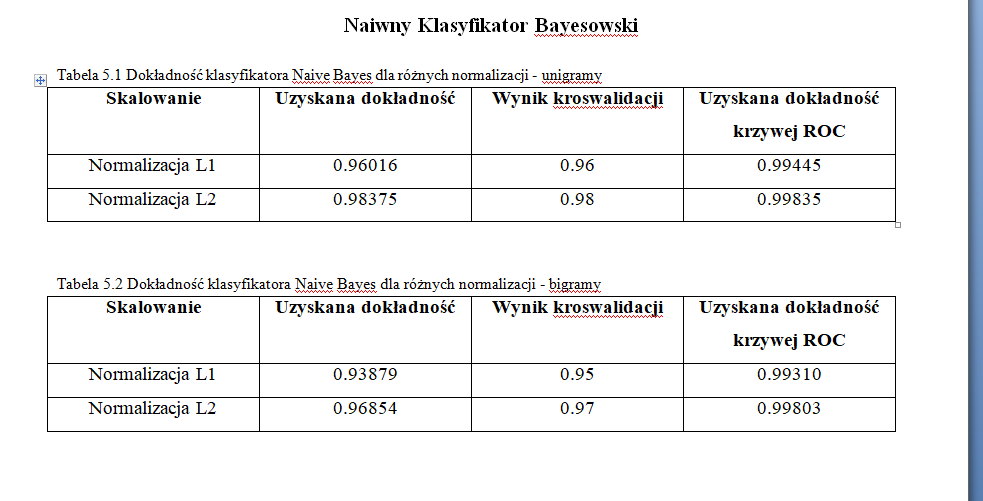 Naiwny Klasyfikator Bayesowski
Tabela 5.1 Dokładność klasyfikatora Naive Bayes dla różnych normalizacji - unigramy
Skalowanie Uzyskana dokładność Wynik kroswalidacji Uzyskana dokładność
krzywej ROC
Normalizacja L1 0.96016 0.96 0.99445
Normalizacja L2 0.98375 0.98 0.99835
Tabela 5.2 Dokładność klasyfikatora Naive Bayes dla różnych normalizacji - bigramy
Skalowanie Uzyskana dokładność Wynik kroswalidacji Uzyskana dokładność
krzywej ROC
Normalizacja L1 0.93879 0.95 0.99310
Normalizacja L2 0.96854 0.97 0.99803